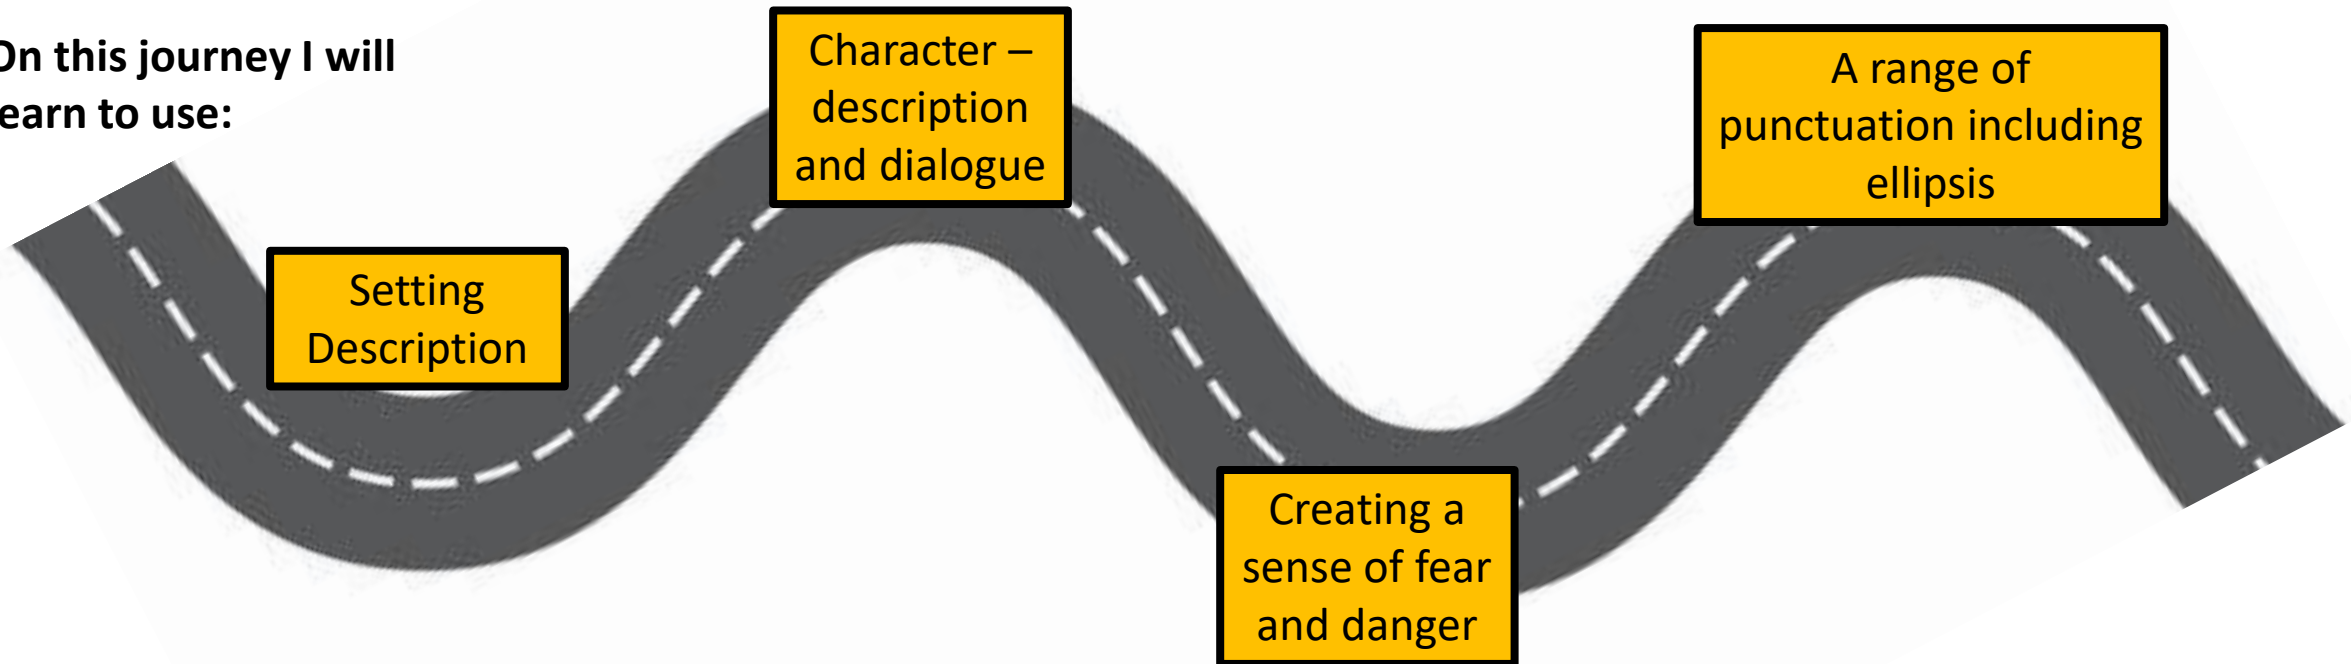 On this journey I will
learn to use:
Setting
Description
Character –
description
and dialogue
Creating a
sense of fear
and danger
A range of
punctuation including
ellipsis